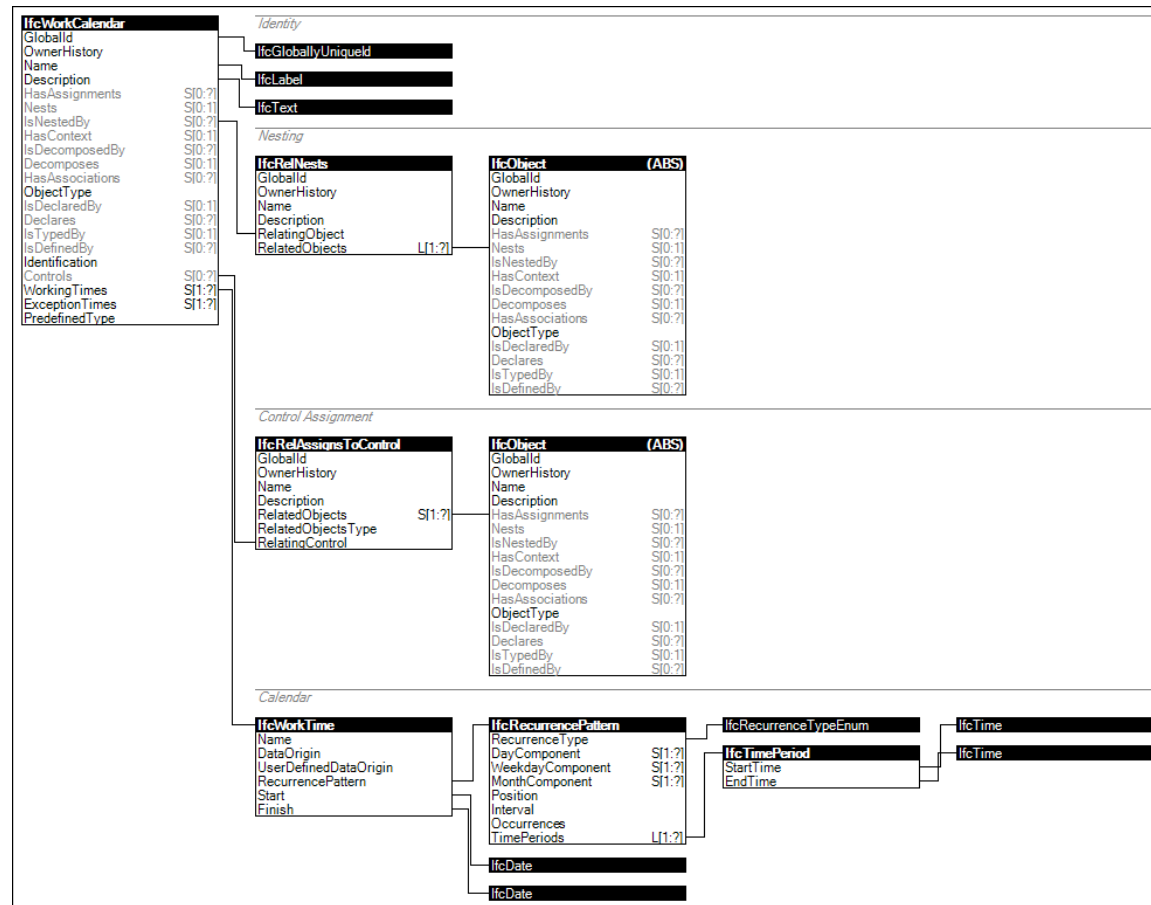 IfcWorkCalendar
GlobalId
OwnerHistory
Name
Description
HasAssignments S[0:?]
Nests S[0:1]
IsNestedBy S[0:?]
HasContext S[0:1]
IsDecomposedBy S[0:?]
Decomposes S[0:1]
HasAssociations S[0:?]
ObjectType
IsDeclaredBy S[0:1]
Declares S[0:?]
IsTypedBy S[0:1]
IsDefinedBy S[0:?]
Identification
Controls S[0:?]
WorkingTimes S[1:?]
ExceptionTimes S[1:?]
PredefinedType
Identity
IfcGloballyUniqueId
IfcLabel
IfcText
Nesting
IfcRelNests
GlobalId
OwnerHistory
Name
Description
RelatingObject
RelatedObjects L[1:?]
IfcObject (ABS)
GlobalId
OwnerHistory
Name
Description
HasAssignments S[0:?]
Nests S[0:1]
IsNestedBy S[0:?]
HasContext S[0:1]
IsDecomposedBy S[0:?]
Decomposes S[0:1]
HasAssociations S[0:?]
ObjectType
IsDeclaredBy S[0:1]
Declares S[0:?]
IsTypedBy S[0:1]
IsDefinedBy S[0:?]
Control Assignment
IfcRelAssignsToControl
GlobalId
OwnerHistory
Name
Description
RelatedObjects S[1:?]
RelatedObjectsType
RelatingControl
IfcObject (ABS)
GlobalId
OwnerHistory
Name
Description
HasAssignments S[0:?]
Nests S[0:1]
IsNestedBy S[0:?]
HasContext S[0:1]
IsDecomposedBy S[0:?]
Decomposes S[0:1]
HasAssociations S[0:?]
ObjectType
IsDeclaredBy S[0:1]
Declares S[0:?]
IsTypedBy S[0:1]
IsDefinedBy S[0:?]
Calendar
IfcWorkTime
Name
DataOrigin
UserDefinedDataOrigin
RecurrencePattern
Start
Finish
IfcRecurrencePattern
RecurrenceType
DayComponent S[1:?]
WeekdayComponent S[1:?]
MonthComponent S[1:?]
Position
Interval
Occurrences
TimePeriods L[1:?]
IfcDate
IfcDate
IfcRecurrenceTypeEnum
IfcTimePeriod
StartTime
EndTime
IfcTime
IfcTime